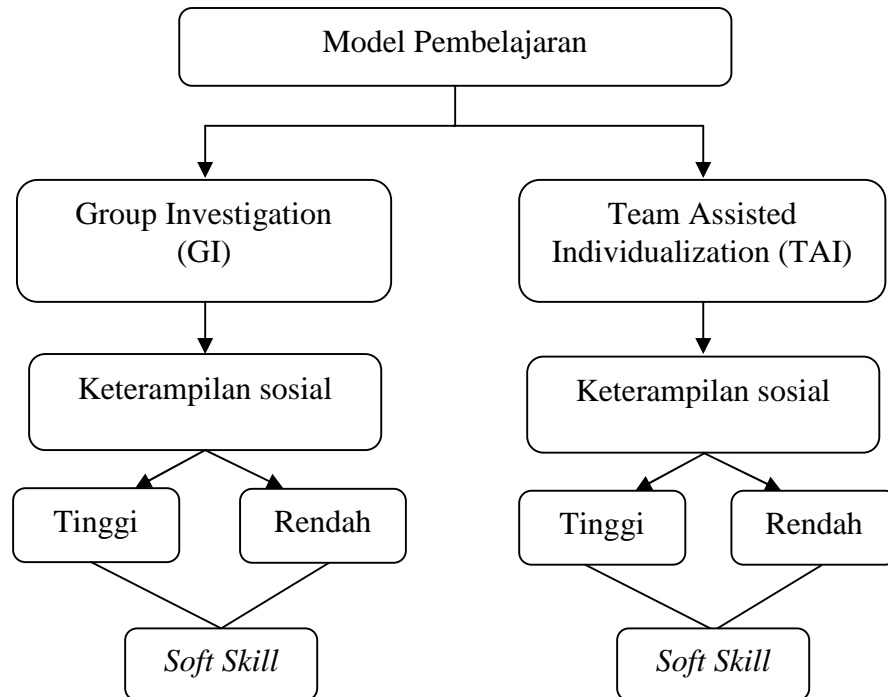 Model Pembelajaran
Group Investigation
(GI)
Team Assisted
Individualization (TAI)
Keterampilan sosial
Keterampilan sosial
Tinggi
Rendah
Tinggi
Rendah
Soft Skill
Soft Skill